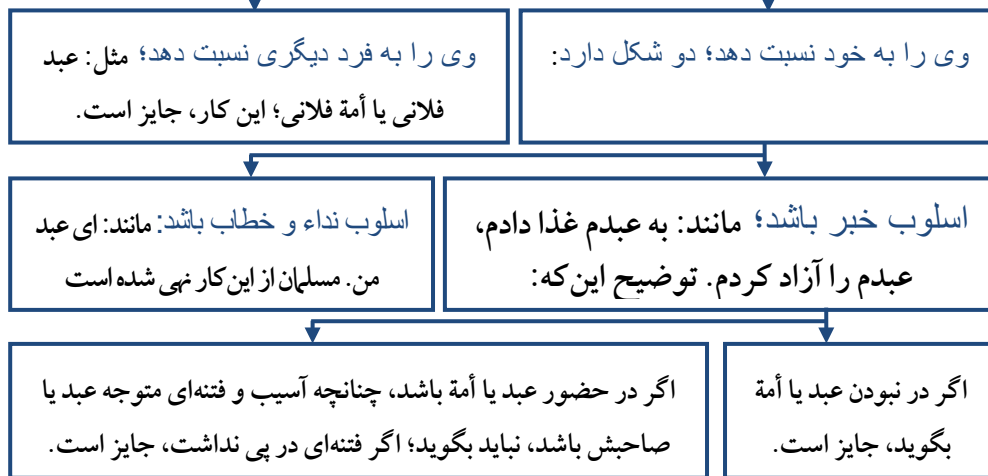 وی را به خود نسبت دهد؛ دو شکل دارد:
وی را به فرد دیگری نسبت دهد؛ مثل: عبد
فلانی یا أمة فلانی؛ این کار، جایز است.
اسلوب خبر باشد؛ مانند: به عبدم غذا دادم،
عبدم را آزاد کردم. توضیح این‌که:
اسلوب نداء و خطاب باشد: مانند: ای عبد
من. مسلمان از این کار نهی شده است
اگر در نبودن عبد یا أمة
بگوید، جایز است.
اگر در حضور عبد یا أمة باشد، چنانچه آسیب و فتنه‌ای متوجه عبد یا
صاحبش باشد، نباید بگوید؛ اگر فتنه‌ای در پی نداشت، جایز است.